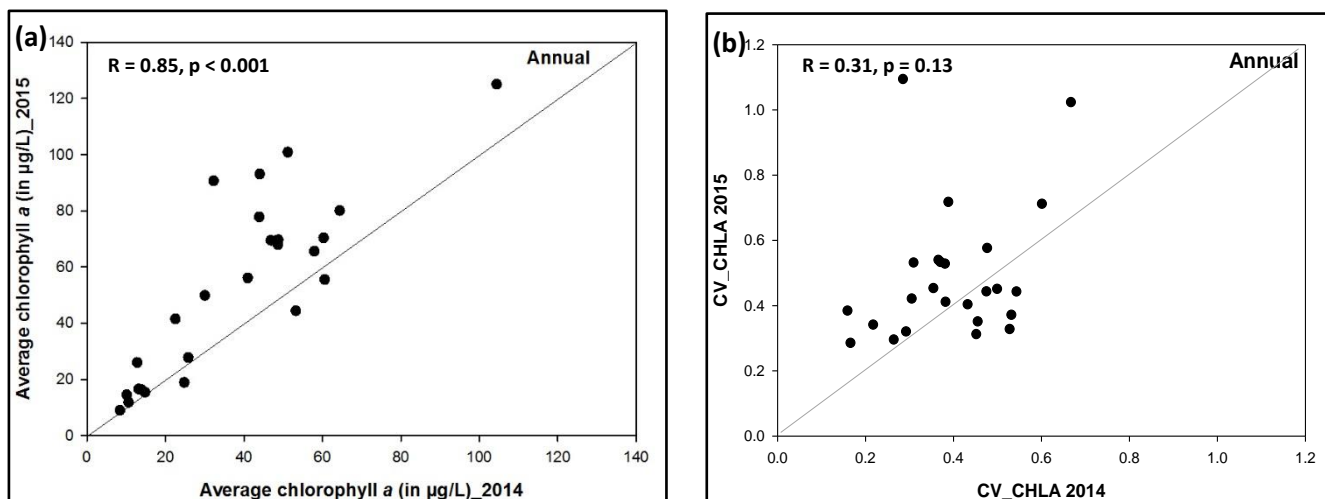 (a)
R = 0.85, p < 0.001
Annual
Average chlorophyll a (in µg/L)_2015
140
120
100
80
60
40
20
0
0 20 40 60 80 100 120 140
Average chlorophyll a (in µg/L)_2014
(b)
R = 0.31, p = 0.13
Annual
CV_CHLA 2015
1.2
1.0
0.8
0.6
0.4
0.2
0.0
0.0 0.2 0.4 0.6 0.8 1.0 1.2
CV_CHLA 2014